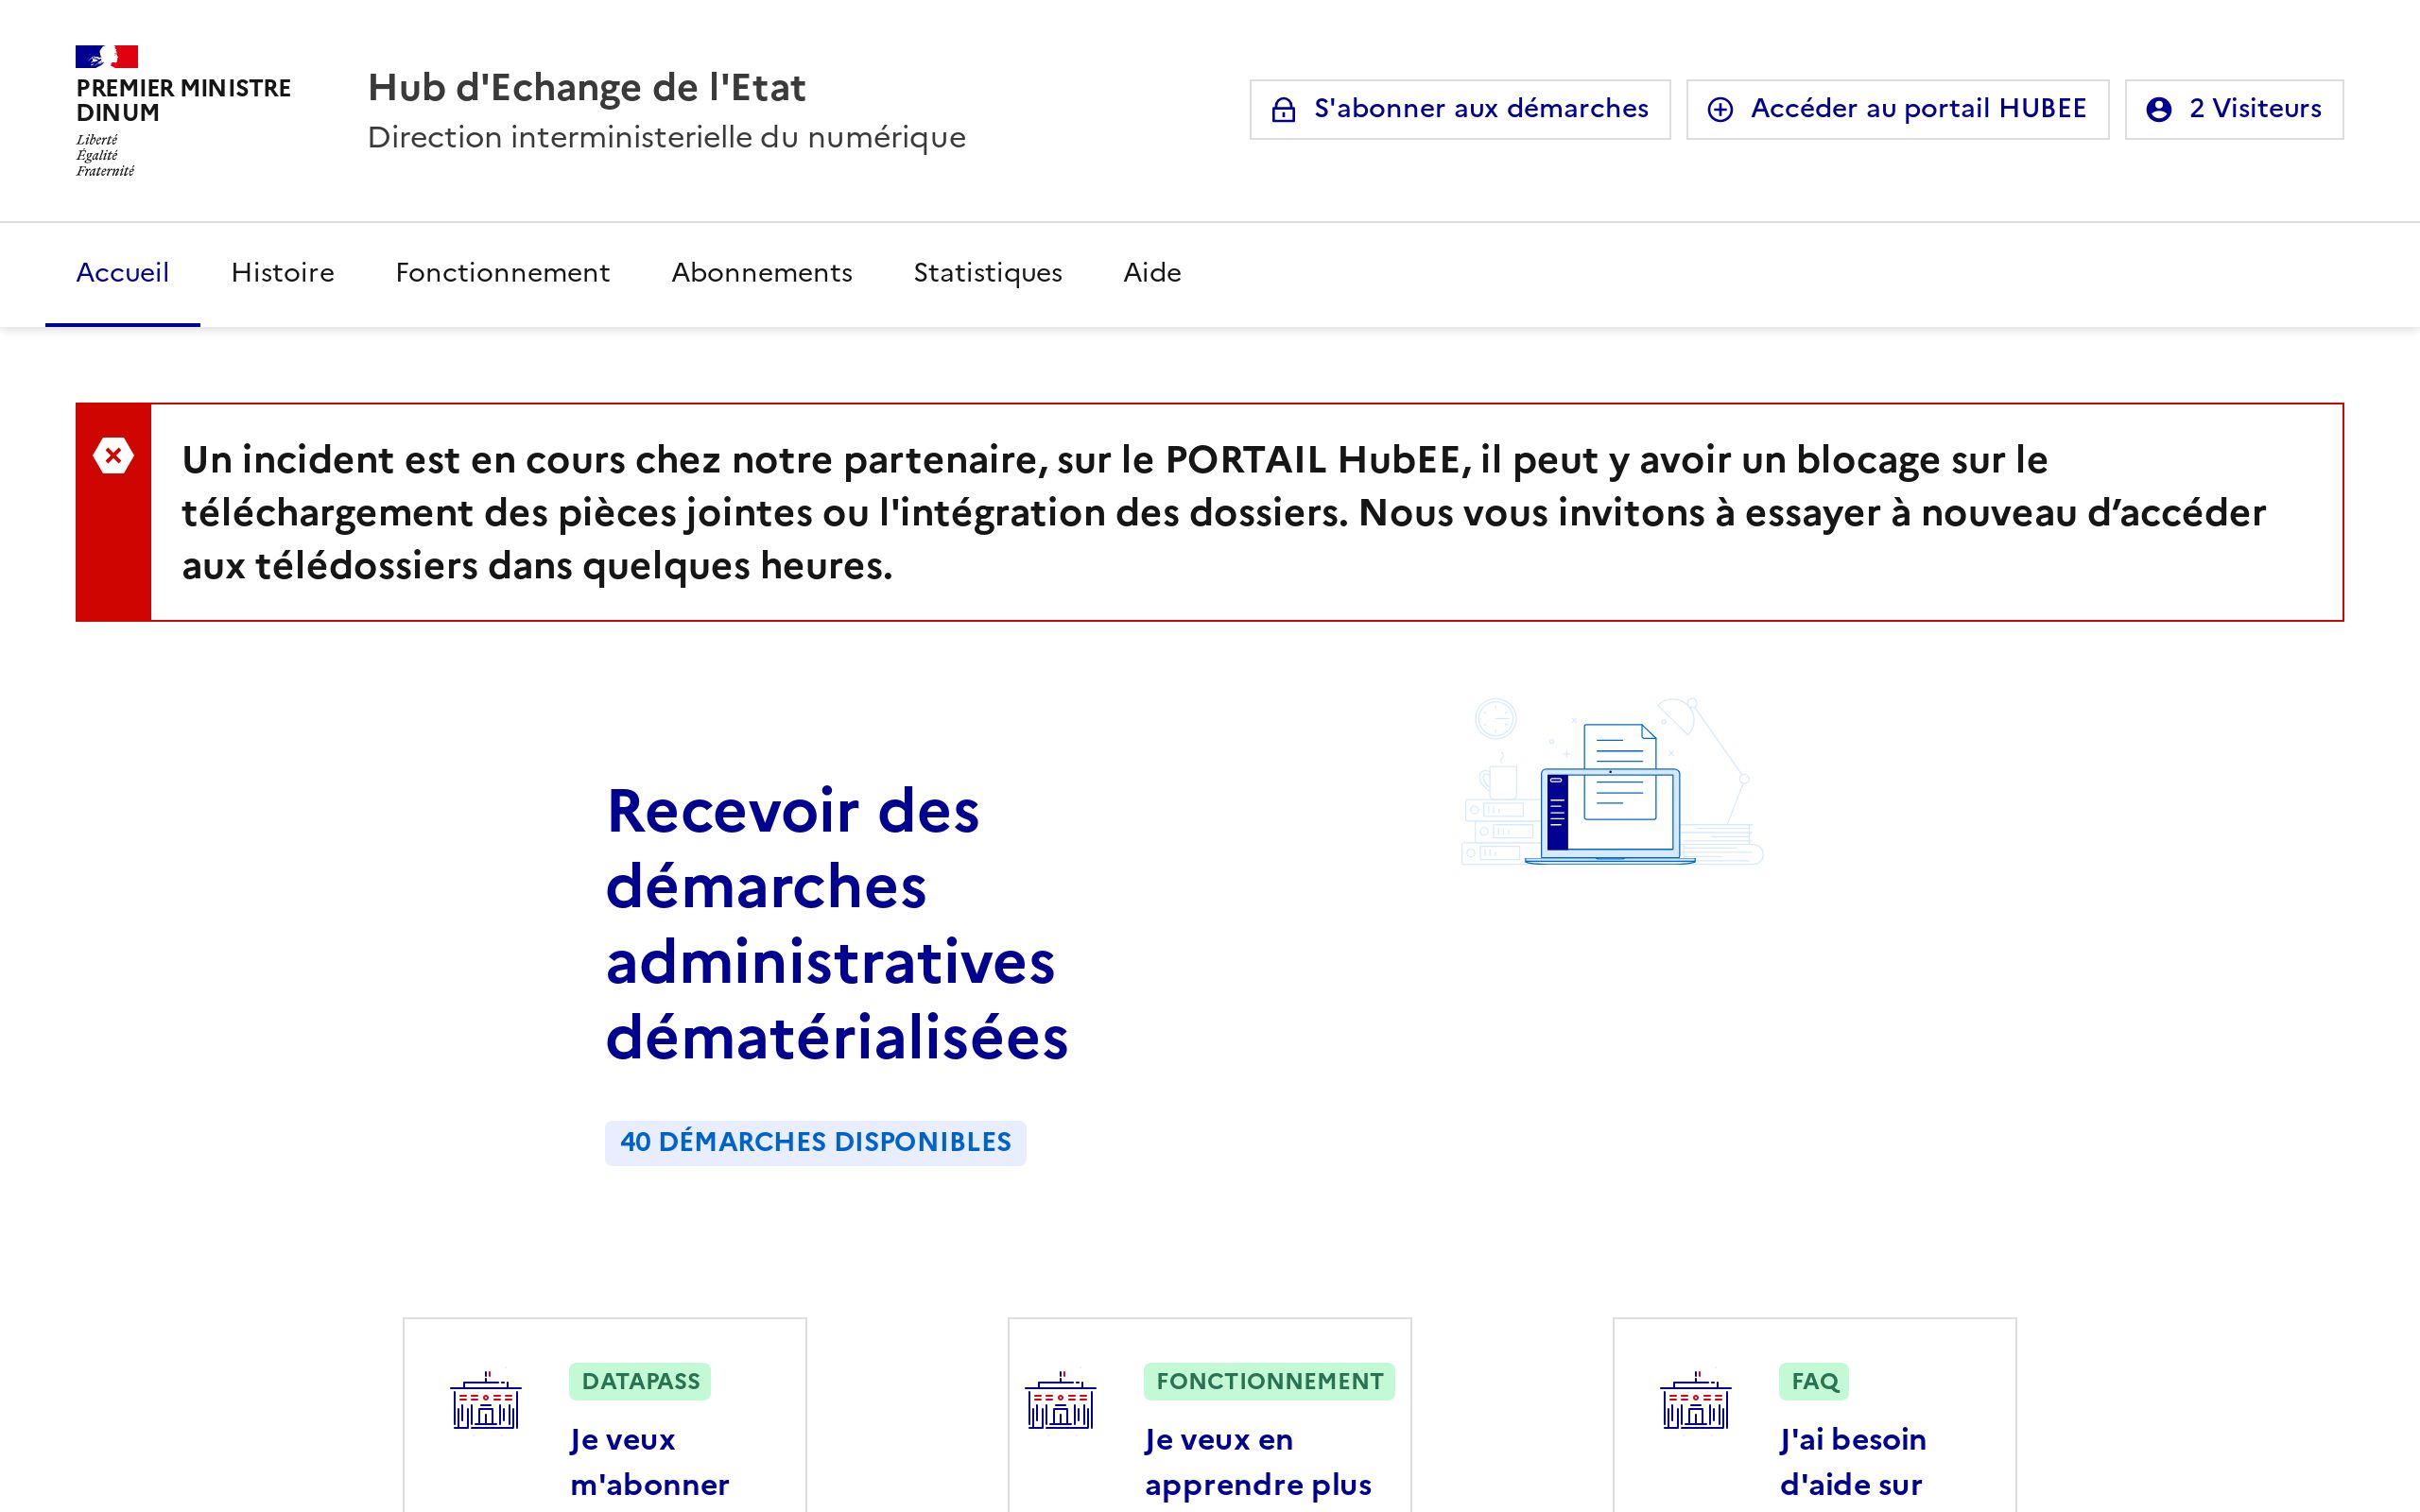 PREMIER MINISTRE
DINUM
Liberté
Égalité
Fraternité
Hub d'Echange de l'Etat
Direction interministerielle du numérique
S'abonner aux démarches
Accéder au portail HUBEE
2 Visiteurs
Accueil
Histoire
Fonctionnement
Abonnements
Statistiques
Aide
Un incident est en cours chez notre partenaire, sur le PORTAIL HubEE, il peut y avoir un blocage sur le
téléchargement des pièces jointes ou l'intégration des dossiers. Nous vous invitons à essayer à nouveau d’accéder
aux télédossiers dans quelques heures.
Recevoir des
démarches
administratives
dématérialisées
40 DÉMARCHES DISPONIBLES
DATAPASS
Je veux
m'abonner
FONCTIONNEMENT
Je veux en
apprendre plus
FAQ
J'ai besoin
d'aide sur